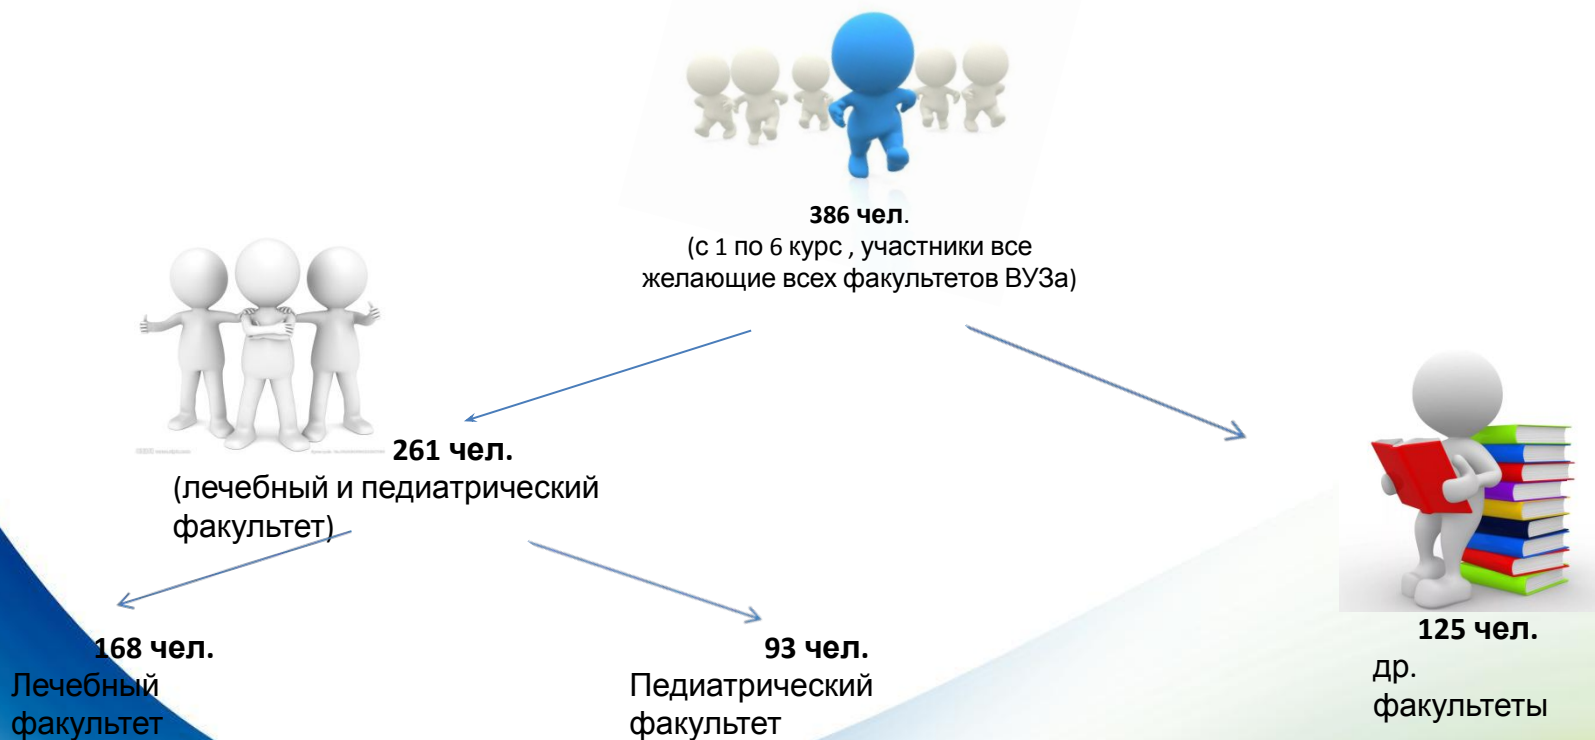 386 чел.
(с 1 по 6 курс , участники все
желающие всех факультетов ВУЗа)
261 чел.
(лечебный и педиатрический
факультет)
168 чел.
Лечебный
факультет
93 чел.
Педиатрический
факультет
125 чел.
др.
факультеты